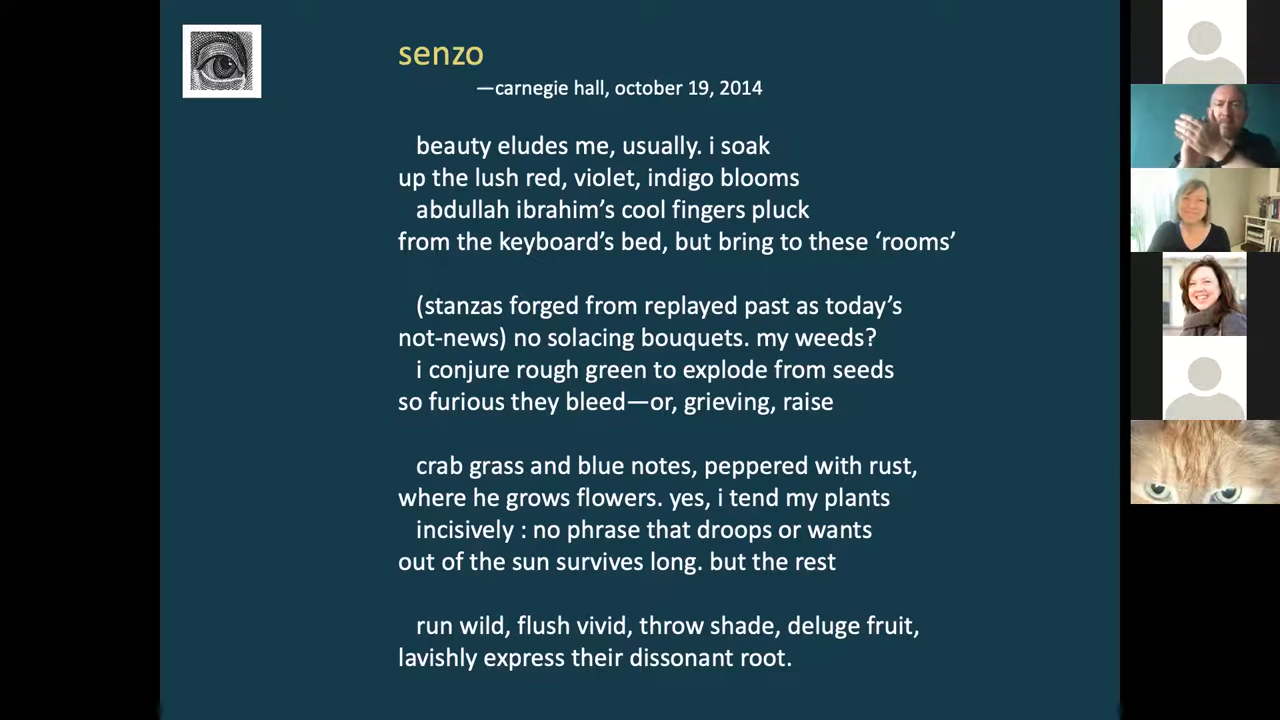 senzo
—carnegie hall, october 19, 2014
beauty eludes me, usually. i soak
up the lush red, violet, indigo blooms
abdullah ibrahim’s cool fingers pluck
from the keyboard’s bed, but bring to these ‘rooms’
(stanzas forged from replayed past as today’s
not-news) no solacing bouquets. my weeds?
i conjure rough green to explode from seeds
so furious they bleed—or, grieving, raise
crab grass and blue notes, peppered with rust,
where he grows flowers. yes, i tend my plants
incisively : no phrase that droops or wants
out of the sun survives long. but the rest
run wild, flush vivid, throw shade, deluge fruit,
lavishly express their dissonant root.